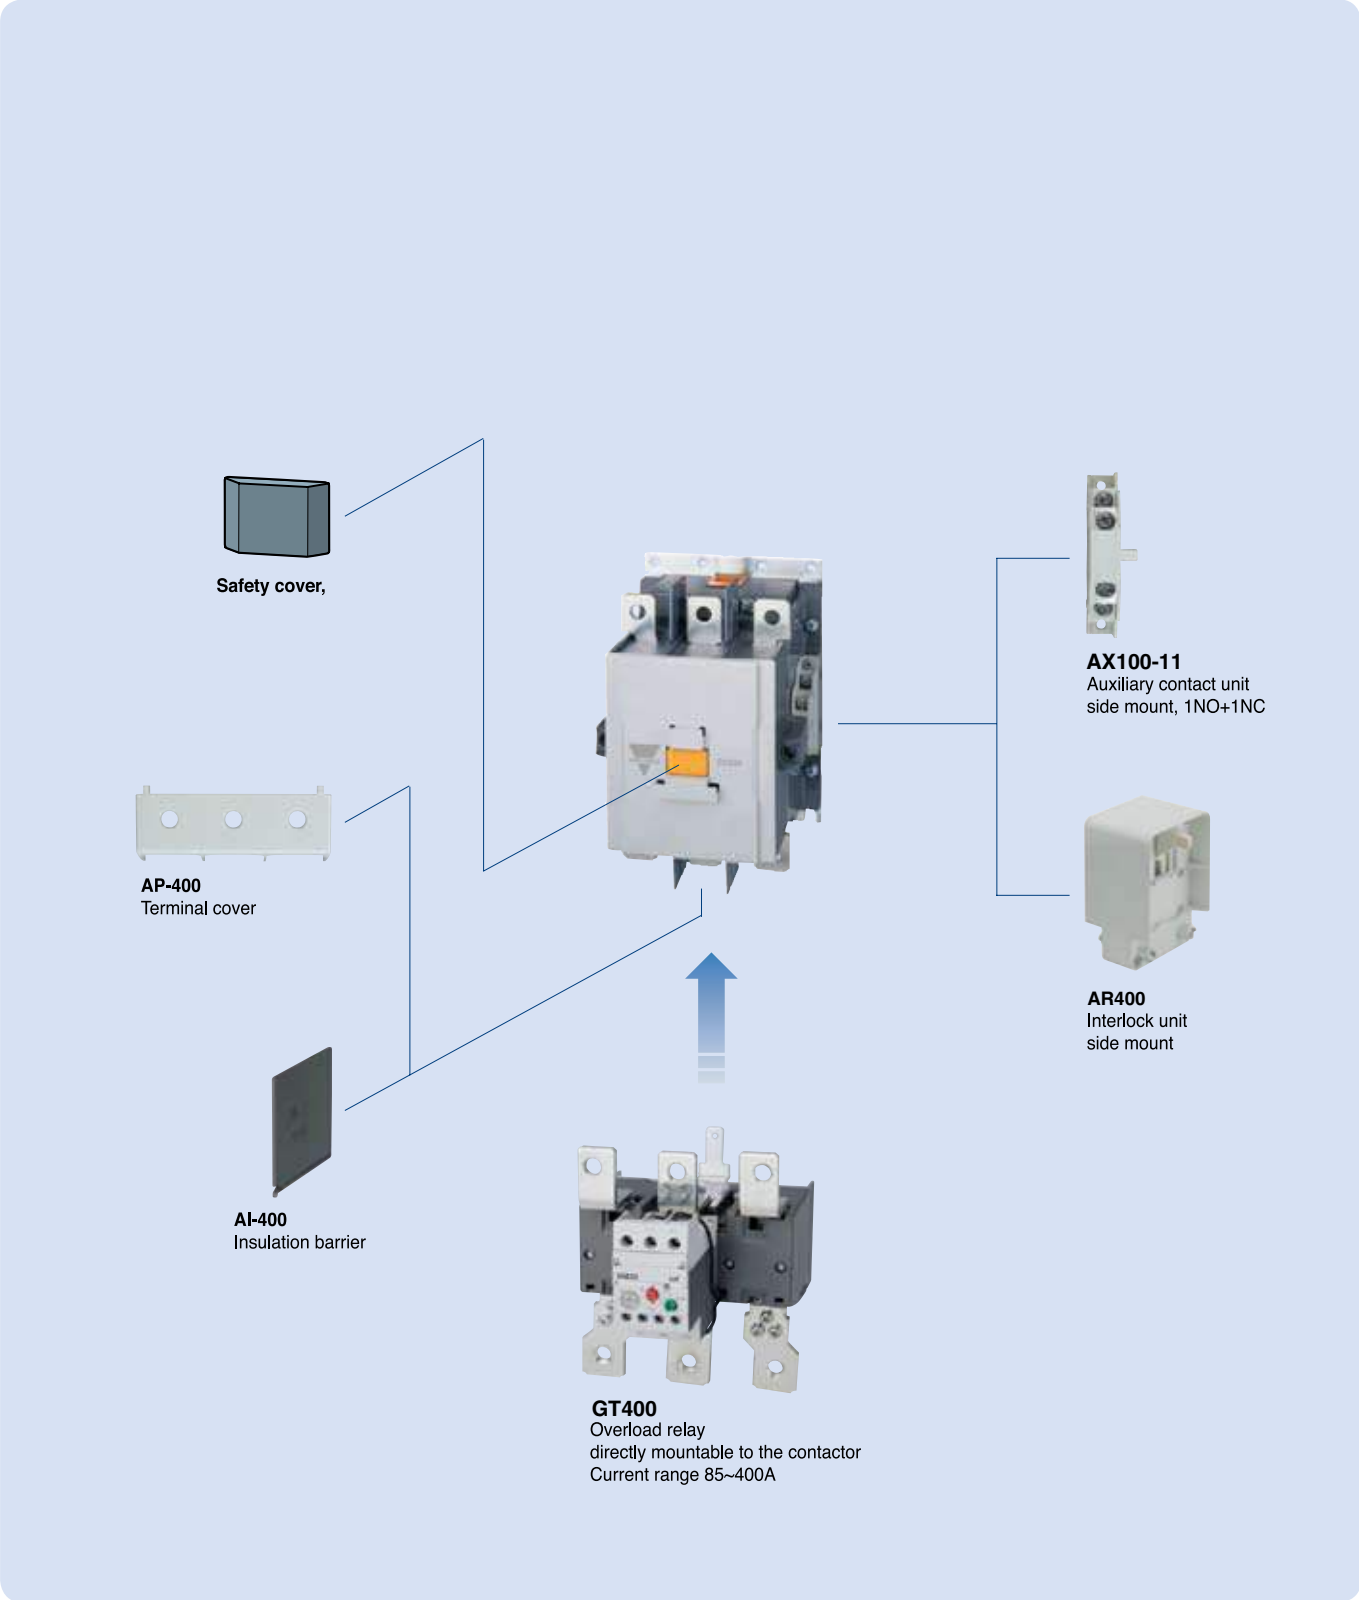 Safety cover,
AX100-11
Auxiliary contact unit
side mount, 1NO+1NC
AP-400
Terminal cover
AR400
Interlock unit
side mount
AI-400
Insulation barrier
GT400
Overload relay
directly mountable to the contactor
Current range 85~400A